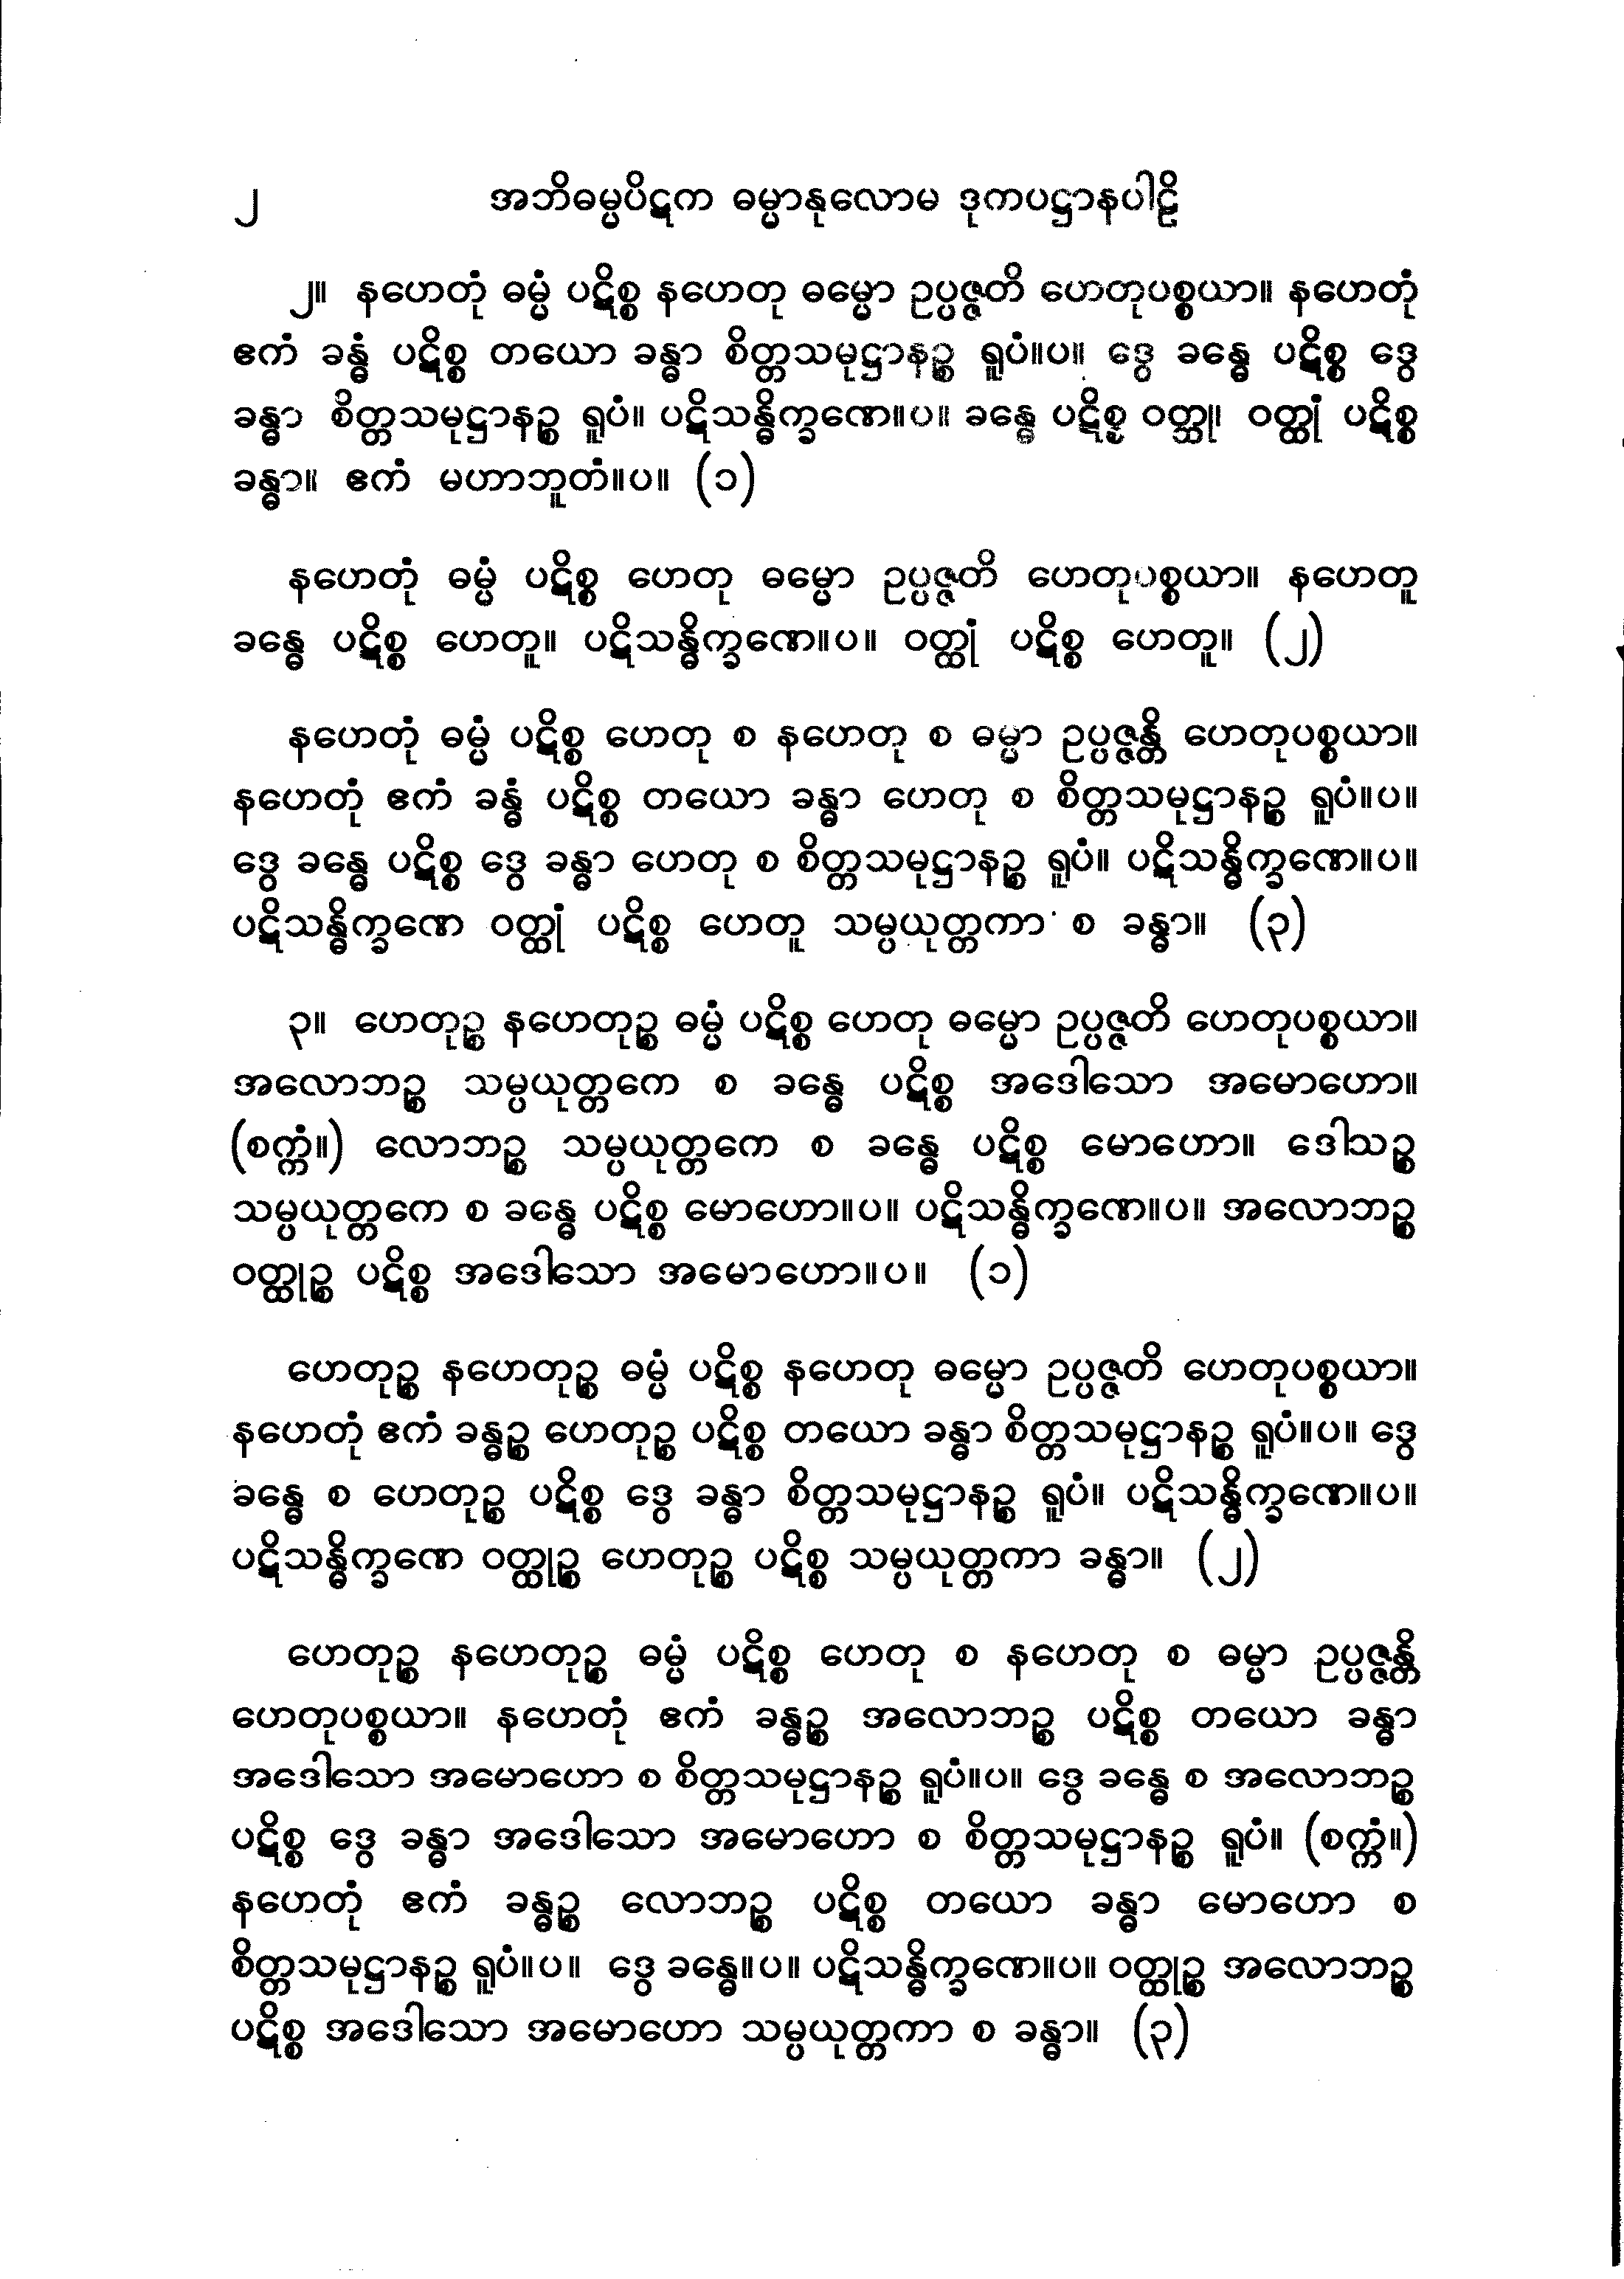 ၂ အဘိဓမ္မပိဋက ဓမ္မာနုလောမ ဒုကပဋ္ဌာနပါဠိ
၂။ နဟေတုံ ဓမ္မံ ပဋိစ္စ နဟေတု ဓမ္မော ဥပ္ပဇ္ဇတိ ဟေတုပစ္စယာ။ နဟေတုံ
ဧကံ ခန္ဓံ ပဋိစ္စ တယော ခန္ဓာ စိတ္တသမုဋ္ဌာနဉ္စ ရူပံ။ပ။ ဒွေ ခန္ဓေ ပဋိစ္စ ဒွေ
ခန္ဓာ စိတ္တသမုဋ္ဌာနဉ္စ ရူပံ။ ပဋိသန္ဓိက္ခဏေ။ပ။ ခန္ဓေ ပဋိစ္စ ဝတ္ထု။ ဝတ္ထုံ ပဋိစ္စ
ခန္ဓာ။ ဧကံ မဟာဘူတံ။ပ။ (၁)
နဟေတုံ ဓမ္မံ ပဋိစ္စ ဟေတု ဓမ္မော ဥပ္ပဇ္ဇတိ ဟေတုပစ္စယာ။ နဟေတူ
ခန္ဓေ ပဋိစ္စ ဟေတူ။ ပဋိသန္ဓိက္ခဏေ။ပ။ ဝတ္ထုံ ပဋိစ္စ ဟေတူ။ (၂)
နဟေတုံ ဓမ္မံ ပဋိစ္စ ဟေတု စ နဟေတု စ ဓမ္မာ ဥပ္ပဇ္ဇန္တိ ဟေတုပစ္စယာ။
နဟေတုံ ဧကံ ခန္ဓံ ပဋိစ္စ တယော ခန္ဓာ ဟေတု စ စိတ္တသမုဋ္ဌာနဉ္စ ရူပံ။ပ။
ဒွေ ခန္ဓေ ပဋိစ္စ ဒွေ ခန္ဓာ ဟေတု စ စိတ္တသမုဋ္ဌာနဉ္စ ရူပံ။ ပဋိသန္ဓိက္ခဏေ။ပ။
ပဋိသန္ဓိက္ခဏေ ဝတ္ထုံ ပဋိစ္စ ဟေတူ သမ္ပယုတ္တကာ စ ခန္ဓာ။ (၃)
၃။ ဟေတုဉ္စ နဟေတုဉ္စ ဓမ္မံ ပဋိစ္စ ဟေတု ဓမ္မော ဥပ္ပဇ္ဇတိ ဟေတုပစ္စယာ။
အလောဘဉ္စ သမ္ပယုတ္တကေ စ ခန္ဓေ ပဋိစ္စ အဒေါသော အမောဟော။
(စက္ကံ။) လောဘဉ္စ သမ္ပယုတ္တကေ စ ခန္ဓေ ပဋိစ္စ မောဟော။ ဒေါသဉ္စ
သမ္ပယုတ္တကေ စ ခန္ဓေ ပဋိစ္စ မောဟော။ပ။ ပဋိသန္ဓိက္ခဏေ။ပ။ အလောဘဉ္စ
ဝတ္ထုဉ္စ ပဋိစ္စ အဒေါသော အမောဟော။ပ။ (၁)
ဟေတုဉ္စ နဟေတုဉ္စ ဓမ္မံ ပဋိစ္စ နဟေတု ဓမ္မော ဥပ္ပဇ္ဇတိ ဟေတုပစ္စယာ။
နဟေတုံ ဧကံ ခန္ဓဉ္စ ဟေတုဉ္စ ပဋိစ္စ တယော ခန္ဓာ စိတ္တသမုဋ္ဌာနဉ္စ ရူပံ။ပ။ ဒွေ
ခန္ဓေ စ ဟေတုဉ္စ ပဋိစ္စ ဒွေ ခန္ဓာ စိတ္တသမုဋ္ဌာနဉ္စ ရူပံ။ ပဋိသန္ဓိက္ခဏေ။ပ။
ပဋိသန္ဓိက္ခဏေ ဝတ္ထုဉ္စ ဟေတုဉ္စ ပဋိစ္စ သမ္ပယုတ္တကာ ခန္ဓာ။ (၂)
ဟေတုဉ္စ နဟေတုဉ္စ ဓမ္မံ ပဋိစ္စ ဟေတု စ နဟေတု စ ဓမ္မာ ဥပ္ပဇ္ဇန္တိ
ဟေတုပစ္စယာ။ နဟေတုံ ဧကံ ခန္ဓဉ္စ အလောဘဉ္စ ပဋိစ္စ တယော ခန္ဓာ
အဒေါသော အမောဟော စ စိတ္တသမုဋ္ဌာနဉ္စ ရူပံ။ပ။ ဒွေ ခန္ဓေ စ အလောဘဉ္စ
ပဋိစ္စ ဒွေ ခန္ဓာ အဒေါသော အမောဟော စ စိတ္တသမုဋ္ဌာနဉ္စ ရူပံ။ (စက္ကံ။)
နဟေတုံ ဧကံ ခန္ဓဉ္စ လောဘဉ္စ ပဋိစ္စ တယော ခန္ဓာ မောဟော စ
စိတ္တသမုဋ္ဌာနဉ္စ ရူပံ။ပ။ ဒွေ ခန္ဓေ။ပ။ ပဋိသန္ဓိက္ခဏေ။ပ။ ဝတ္ထုဉ္စ အလောဘဉ္စ
ပဋိစ္စ အဒေါသော အမောဟော သမ္ပယုတ္တကာ စ ခန္ဓာ။ (၃)